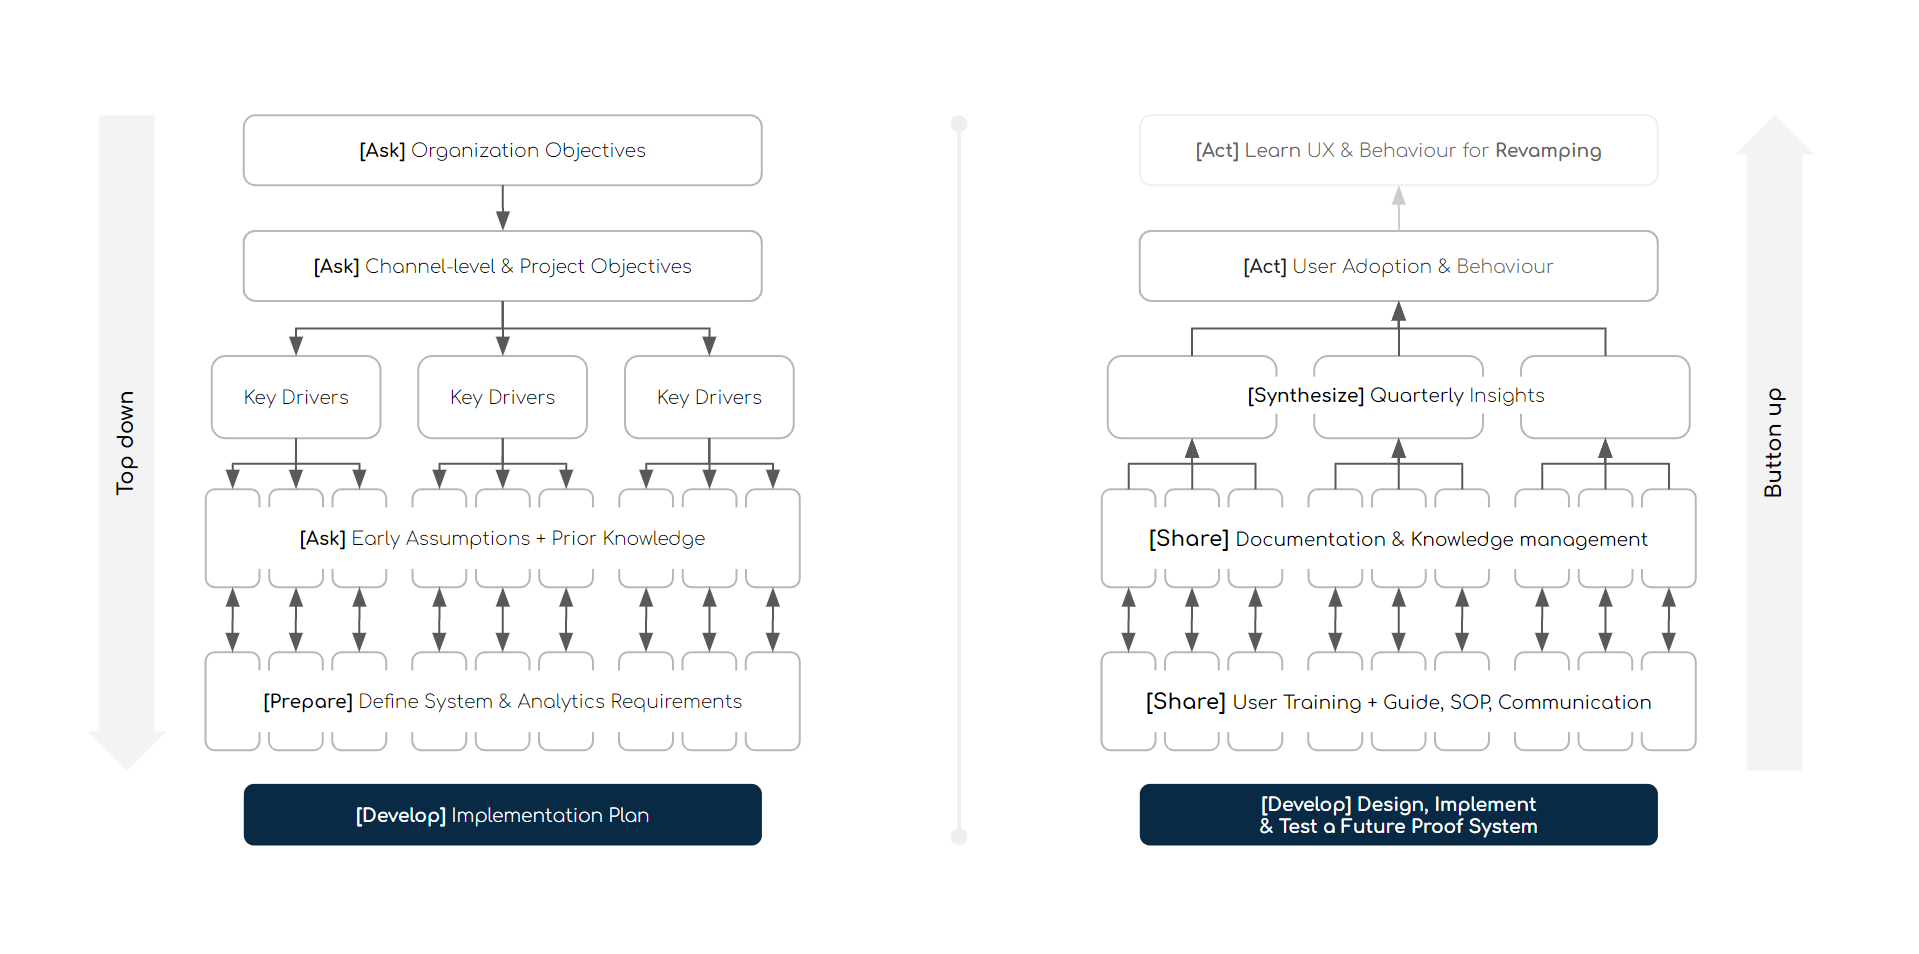 Top down
[Ask] Organization Objectives
[Ask] Channel-level & Project Objectives
Key Drivers
Key Drivers
Key Drivers
[Ask] Early Assumptions + Prior Knowledge
[Prepare] Define System & Analytics Requirements
[Develop] Implementation Plan
[Act] Learn UX & Behaviour for Revamping
[Act] User Adoption & Behaviour
[Synthesize] Quarterly Insights
[Share] Documentation & Knowledge management
[Share] User Training + Guide, SOP, Communication
[Develop] Design, Implement
& Test a Future Proof System
Button up